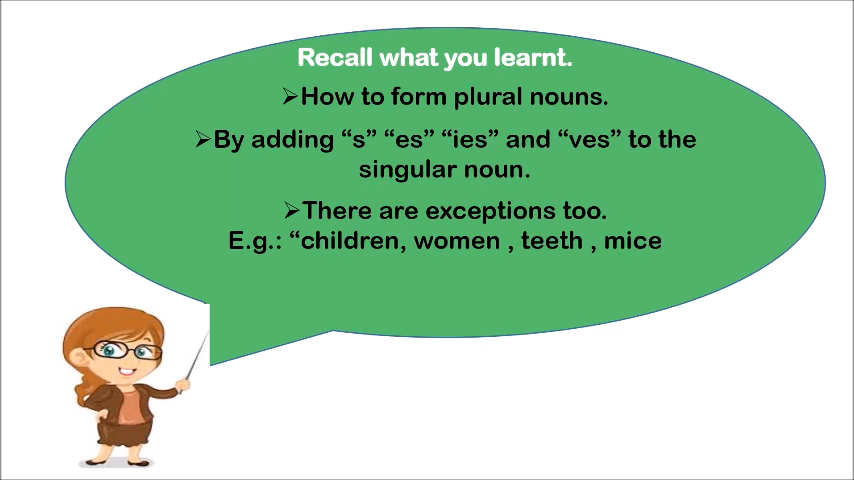 Recall what you learnt.
➢How to form plural nouns.
➢By adding “s” “es” “ies” and “ves” to the
singular noun.
➢There are exceptions too.
E.g.: “children, women , teeth , mice